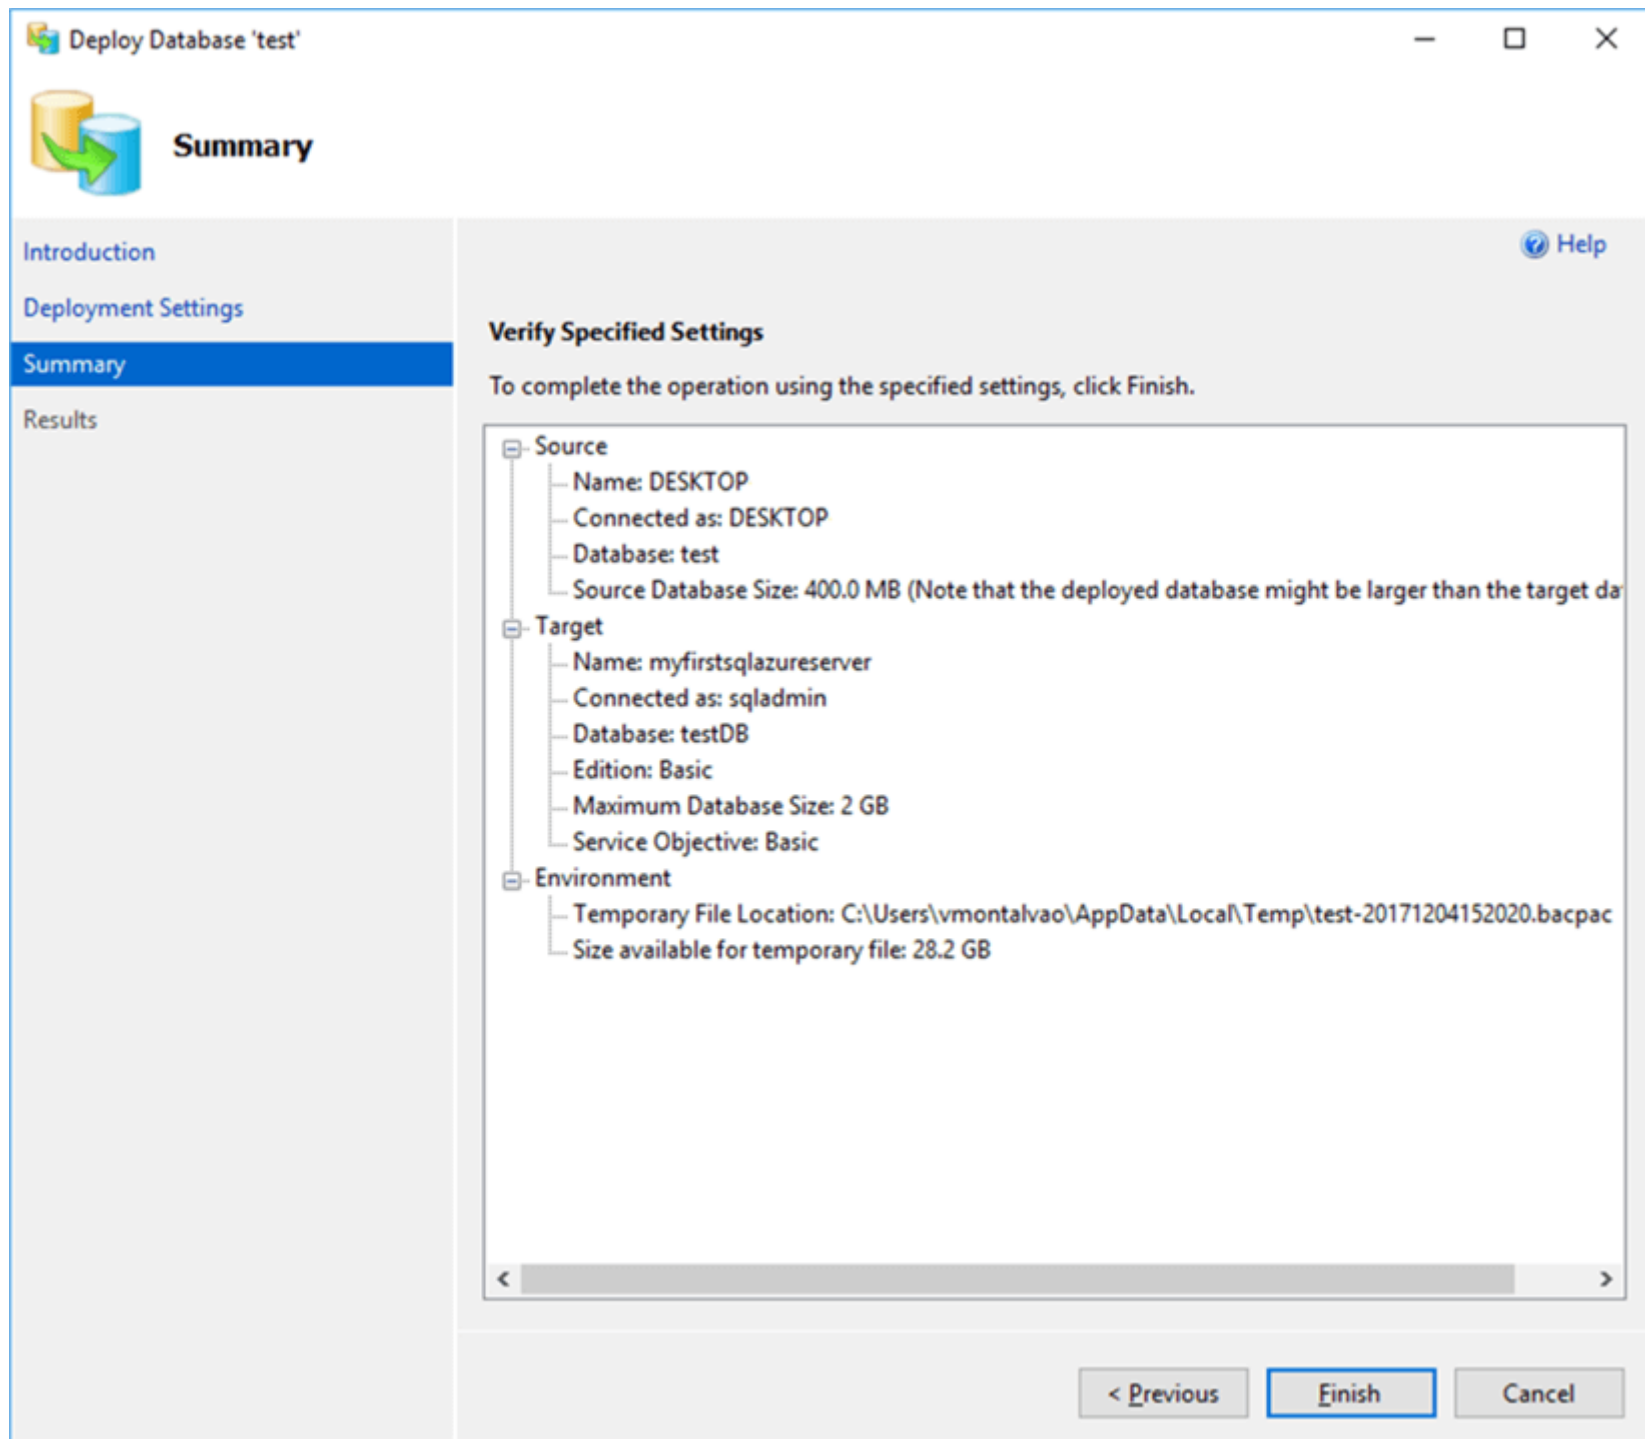 Deploy Database 'test'
Summary
Introduction
Deployment Settings
Summary
Results
Help
Verify Specified Settings
To complete the operation using the specified settings, click Finish.
Source
Name: DESKTOP
Connected as: DESKTOP
Database: test
Source Database Size: 400.0 MB (Note that the deployed database might be larger than the target da
Target
Name: myfirstsqlazureserver
Connected as: sqladmin
Database: testDB
Edition: Basic
Maximum Database Size: 2 GB
Service Objective: Basic
Environment
Temporary File Location: C:\Users\vmontalvao\AppData\Local\Temp\test-20171204152020.bacpac
Size available for temporary file: 28.2 GB
< Previous
Finish
Cancel